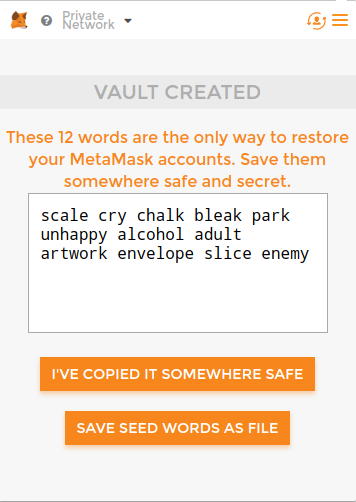 Private
Network
VAULT CREATED
These 12 words are the only way to restore
your MetaMask accounts. Save them
somewhere safe and secret.
scale cry chalk bleak park
unhappy alcohol adult
artwork envelope slice enemy
I'VE COPIED IT SOMEWHERE SAFE
SAVE SEED WORDS AS FILE